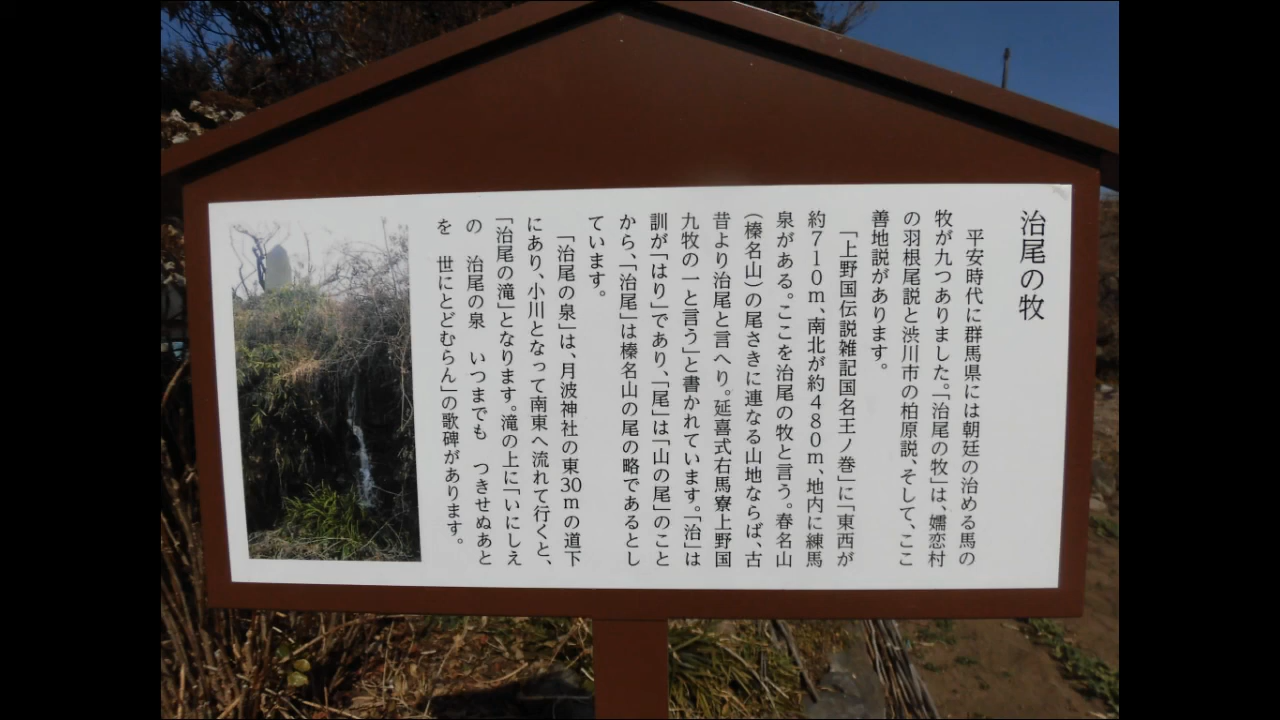 治尾の牧
平安時代に群馬県には朝廷の治める馬の
牧が九つありました。「治尾の牧」は、嬬恋村
の羽根尾説と渋川市の柏原説、そして、ここ
善地説があります。
「上野国伝説雑記国名王ノ巻」に「東西が
約710m、南北が約480m、地内に練馬
泉がある。ここを治尾の牧と言う。春名山
(榛名山)の尾さきに連なる山地ならば、古
昔より治尾と言へり。延喜式右馬寮上野国
九牧の一と言う」と書かれています。「治」は
訓が「はり」であり、「尾」は「山の尾」のこと
から、「治尾」は榛名山の尾の略であるとし
ています。
「治尾の泉」は、月波神社の東30mの道下
にあり、小川となって南東へ流れて行くと、
「治尾の滝」となります。滝の上に「いにしえ
の 治尾の泉 いつまでも つきせぬあと
を 世にとどむらん」の歌碑があります。